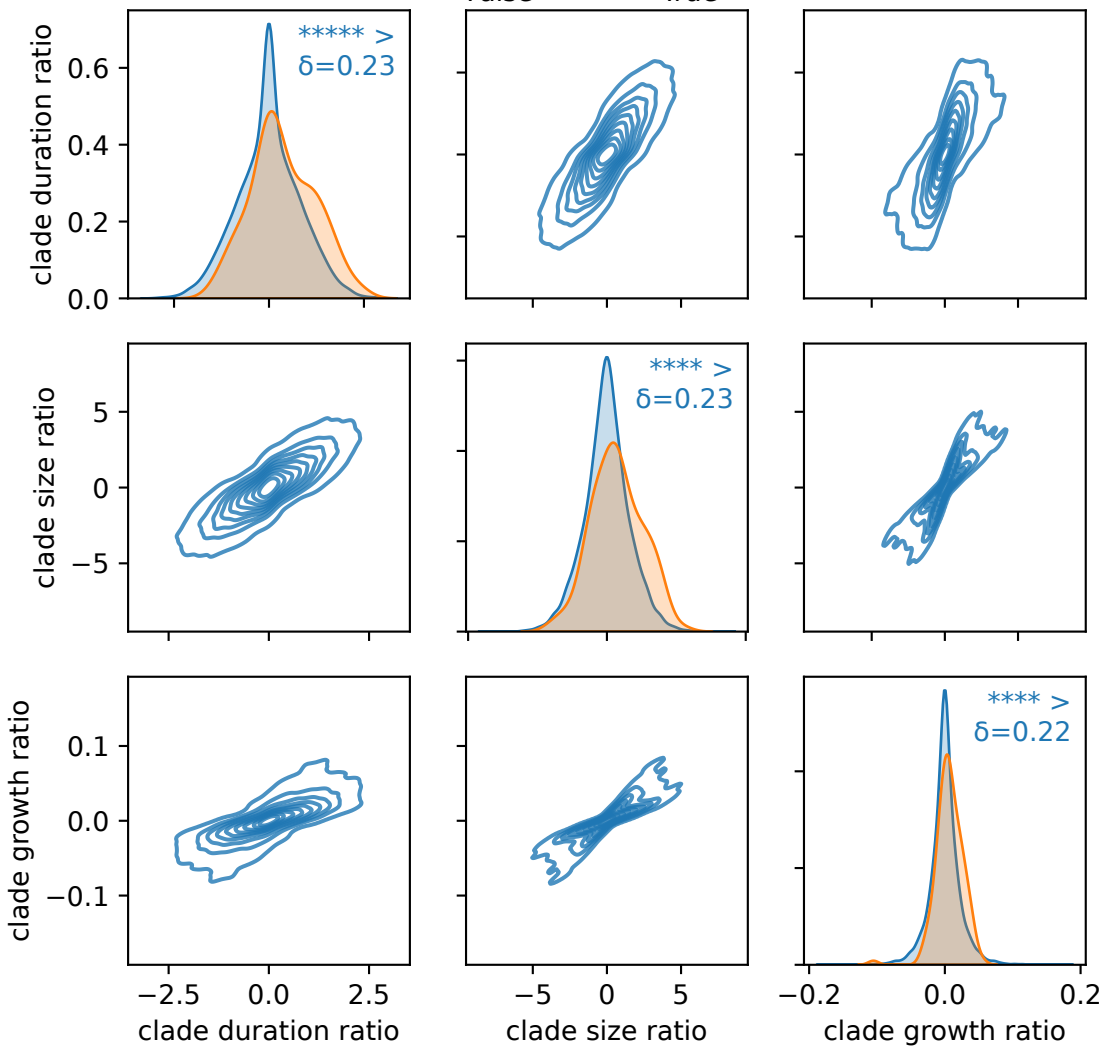 ***** >
δ=0.23
clade duration ratio
0.6
0.4
0.2
0.0
**** >
δ=0.23
clade size ratio
5
0
−5
**** >
δ=0.22
clade growth ratio
0.1
0.0
−0.1
−2.5 0.0 2.5
−5 0 5
−0.2 0.0 0.2
clade duration ratio
clade size ratio
clade growth ratio